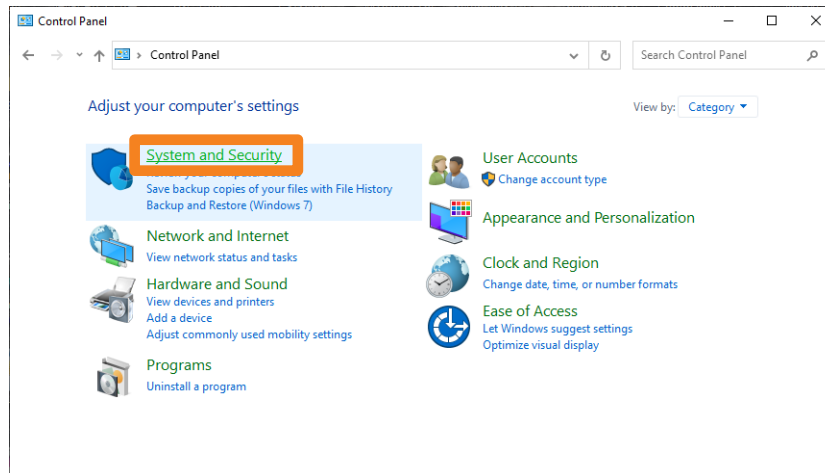 Control Panel
Control Panel
Search Control Panel
Adjust your computer's settings
View by: Category
System and Security
Save backup copies of your files with File History
Backup and Restore (Windows 7)
Network and Internet
View network status and tasks
Hardware and Sound
View devices and printers
Add a device
Adjust commonly used mobility settings
Programs
Uninstall a program
User Accounts
Change account type
Appearance and Personalization
Clock and Region
Change date, time, or number formats
Ease of Access
Let Windows suggest settings
Optimize visual display